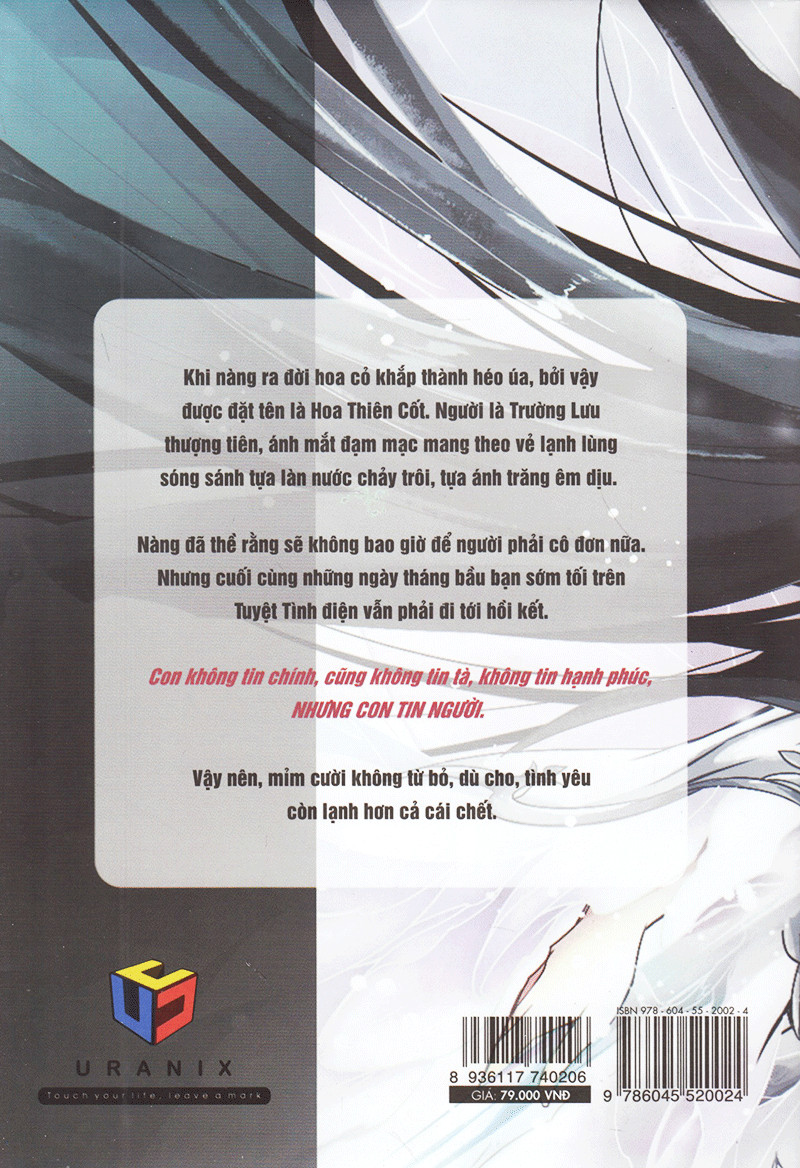 Khi nàng ra đời hoa cỏ khắp thành héo úa, bởi vậy
được đặt tên là Hoa Thiên Cốt. Người là Trường Lưu
thượng tiên, ánh mắt đạm mạc mang theo vẻ lạnh lùng
sóng sánh tựa làn nước chảy trôi, tựa ánh trăng êm dịu.
Nàng đã thề rằng sẽ không bao giờ để người phải cô đơn nữa.
Nhưng cuối cùng những ngày tháng bầu bạn sớm tối trên
Tuyệt Tình điện vẫn phải đi tới hồi kết.
Con không tin chính, cũng không tin tà, không tin hạnh phúc,
NHƯNG CON TIN NGƯỜI.
Vậy nên, mỉm cười không từ bỏ, dù cho, tình yêu
còn lạnh hơn cả cái chết.
URANIX
Touch your life, leave a mark
8 936117 740206
GIÁ: 79.000 VNĐ
ISBN 978 - 604 - 55 - 2002 - 4
9 786045 520024